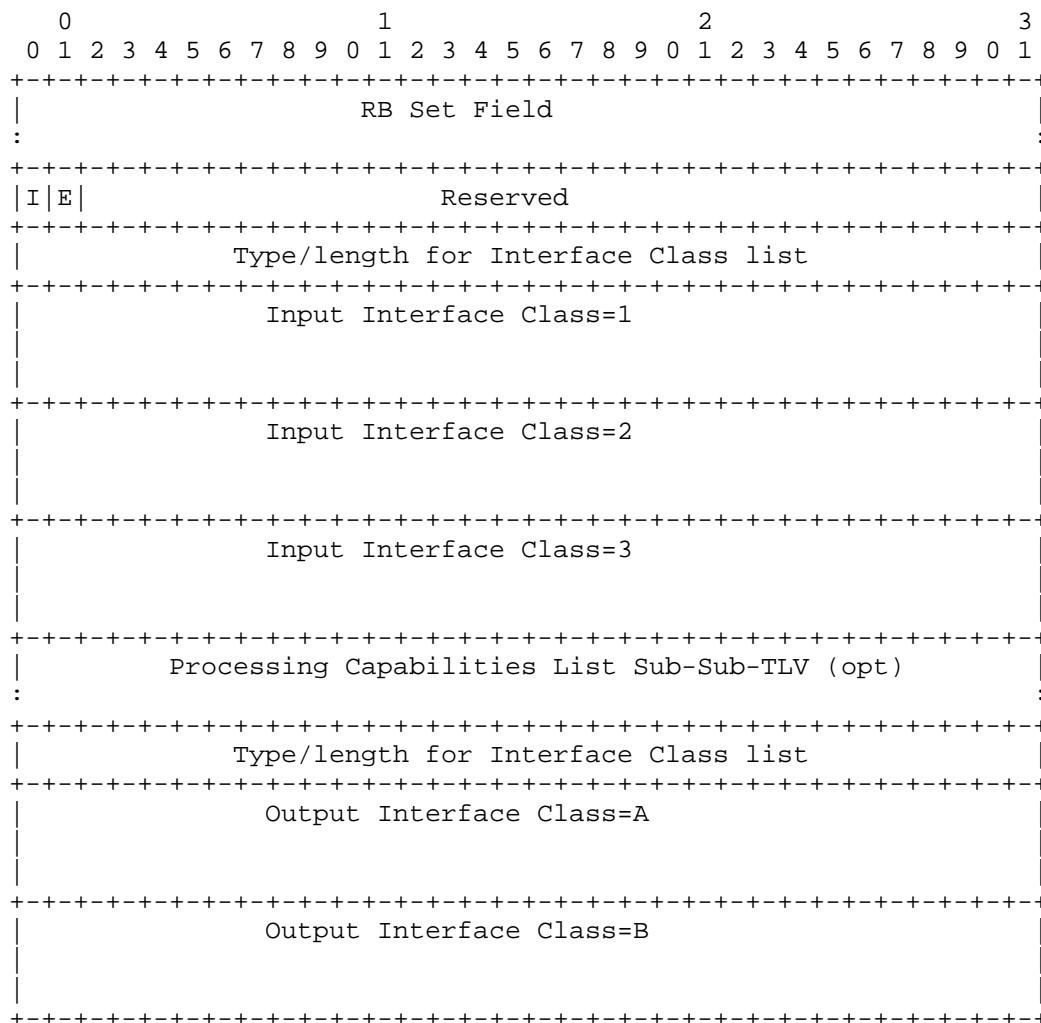 0                   1                   2                   3
 0 1 2 3 4 5 6 7 8 9 0 1 2 3 4 5 6 7 8 9 0 1 2 3 4 5 6 7 8 9 0 1
+-+-+-+-+-+-+-+-+-+-+-+-+-+-+-+-+-+-+-+-+-+-+-+-+-+-+-+-+-+-+-+-+
|                     RB Set Field                              |
:                                                               :
+-+-+-+-+-+-+-+-+-+-+-+-+-+-+-+-+-+-+-+-+-+-+-+-+-+-+-+-+-+-+-+-+
|I|E|                      Reserved                             |
+-+-+-+-+-+-+-+-+-+-+-+-+-+-+-+-+-+-+-+-+-+-+-+-+-+-+-+-+-+-+-+-+
|             Type/length for Interface Class list              |
+-+-+-+-+-+-+-+-+-+-+-+-+-+-+-+-+-+-+-+-+-+-+-+-+-+-+-+-+-+-+-+-+
|               Input Interface Class=1                         |
|                                                               |
|                                                               |
+-+-+-+-+-+-+-+-+-+-+-+-+-+-+-+-+-+-+-+-+-+-+-+-+-+-+-+-+-+-+-+-+
|               Input Interface Class=2                         |
|                                                               |
|                                                               |
+-+-+-+-+-+-+-+-+-+-+-+-+-+-+-+-+-+-+-+-+-+-+-+-+-+-+-+-+-+-+-+-+
|               Input Interface Class=3                         |
|                                                               |
|                                                               |
+-+-+-+-+-+-+-+-+-+-+-+-+-+-+-+-+-+-+-+-+-+-+-+-+-+-+-+-+-+-+-+-+
|         Processing Capabilities List Sub-Sub-TLV (opt)        |
:                                                               :
+-+-+-+-+-+-+-+-+-+-+-+-+-+-+-+-+-+-+-+-+-+-+-+-+-+-+-+-+-+-+-+-+
|             Type/length for Interface Class list              |
+-+-+-+-+-+-+-+-+-+-+-+-+-+-+-+-+-+-+-+-+-+-+-+-+-+-+-+-+-+-+-+-+
|               Output Interface Class=A                        |
|                                                               |
|                                                               |
+-+-+-+-+-+-+-+-+-+-+-+-+-+-+-+-+-+-+-+-+-+-+-+-+-+-+-+-+-+-+-+-+
|               Output Interface Class=B                        |
|                                                               |
|                                                               |
+-+-+-+-+-+-+-+-+-+-+-+-+-+-+-+-+-+-+-+-+-+-+-+-+-+-+-+-+-+-+-+-+